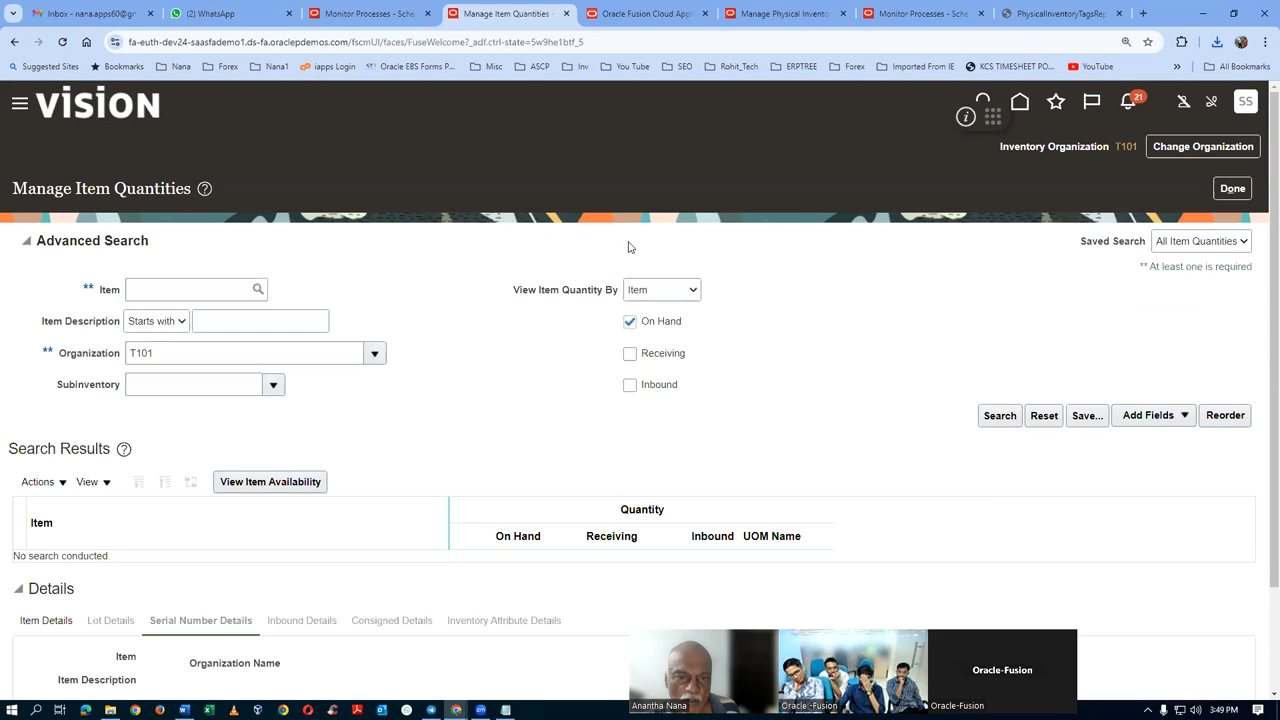 Inbox - nana.apps60@gr
(2) WhatsApp
Monitor Processes - Sche
Manage Item Quantities -
Oracle Fusion Cloud Appl
Manage Physical Inventor
Monitor Processes - Sche
PhysicalInventoryTagsRep
fa-euth-dev24-saasfademo1.ds-fa.oraclepdemos.com/fscmUI/faces/FuseWelcome?_adf.ctrl-state=5w9he1btf_5
Suggested Sites
Bookmarks
Nana
Forex
Nana1
iapps Login
Oracle EBS Forms P...
Misc
ASCP
Inv
You Tube
SEO
Rohit_Tech
ERPTREE
Forex
Imported From IE
KCS TIMESHEET PO...
YouTube
All Bookmarks
VISION
21
SS
Inventory Organization T101 Change Organization
Manage Item Quantities
Done
Advanced Search
Saved Search All Item Quantities
** At least one is required
** Item
View Item Quantity By Item
Item Description Starts with
On Hand
** Organization T101
Receiving
Subinventory
Inbound
Search Reset Save... Add Fields Reorder
Search Results
Actions View View Item Availability
Item
Quantity
On Hand Receiving Inbound UOM Name
No search conducted.
Details
Item Details Lot Details Serial Number Details Inbound Details Consigned Details Inventory Attribute Details
Item
Organization Name
Item Description
Oracle-Fusion
Anantha Nana
Oracle-Fusion
Oracle-Fusion
3:49 PM